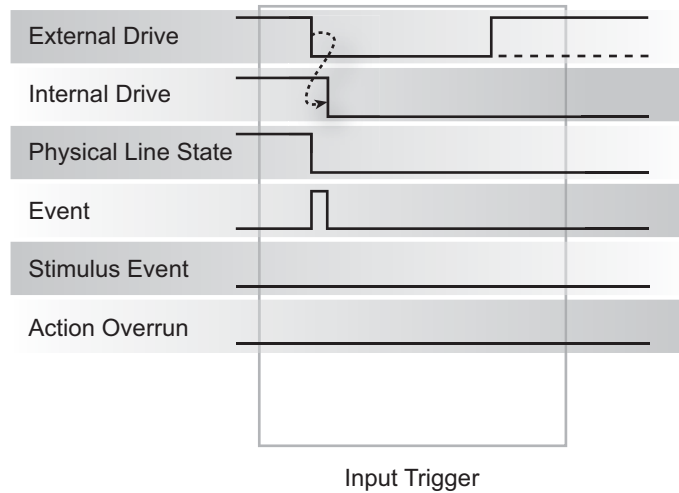 External Drive
Internal Drive
Physical Line State
Event
Stimulus Event
Action Overrun
Input Trigger